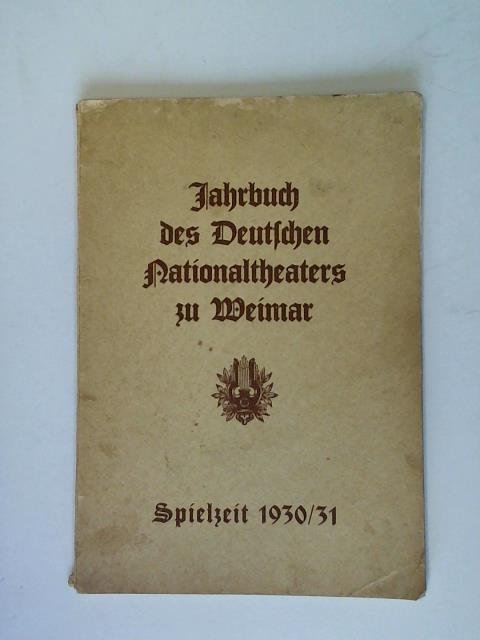 Jahrbuch
des Deutſchen
Nationaltheaters
zu Weimar
Spielzeit 1930/31